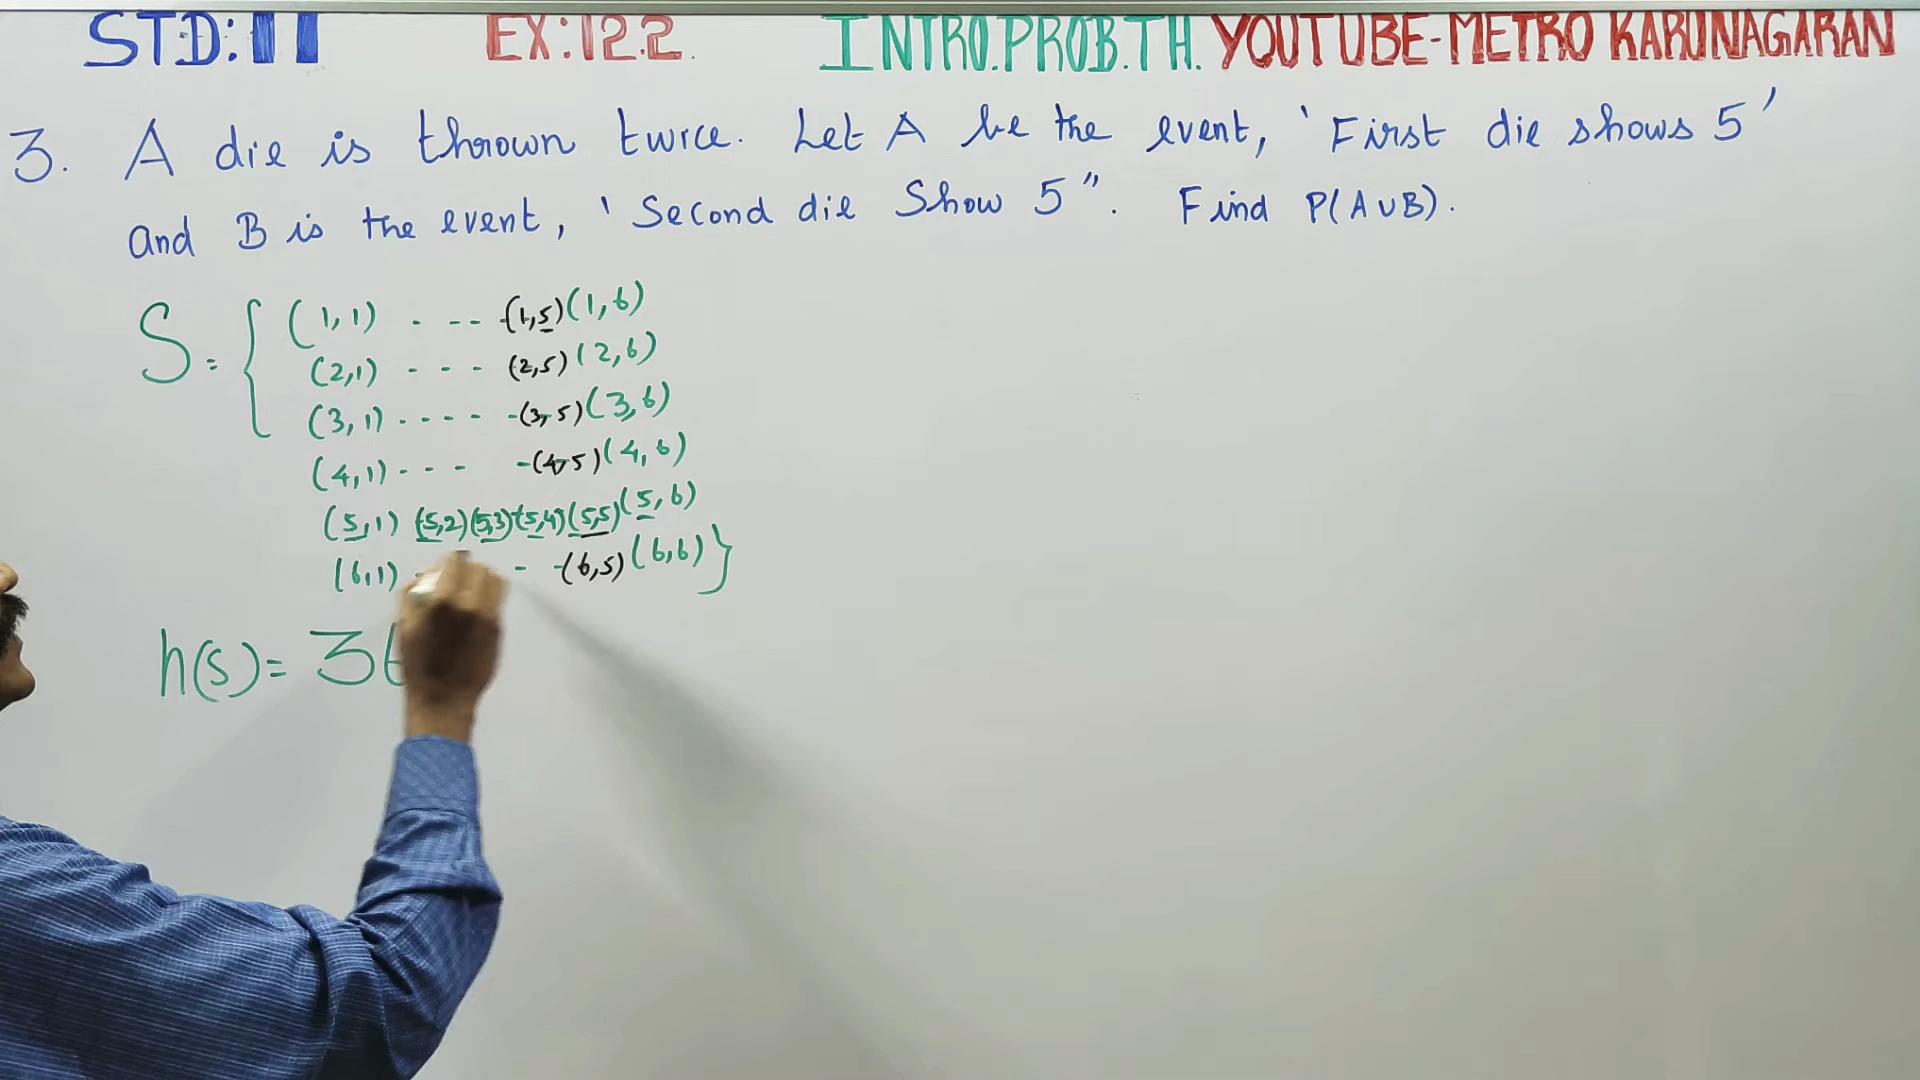 STD: 11 EX: 12.2. INTRO. PROB. TH. YOUTUBE-METRO KARUNAGARAN
3. A die is thrown twice. Let A be the event, 'First die shows 5'
and B is the event, 'Second die Show 5". Find P(A∪B).
S = { (1,1) . - - - (1,5) (1,6)
(2,1) - - - (2,5) (2,6)
(3,1) - - - - - (3,5) (3,6)
(4,1) - - - - (4,5) (4,6)
(5,1) (5,2) (5,3) (5,4) (5,5) (5,6)
(6,1) - - - (6,5) (6,6) }
n(S) = 36